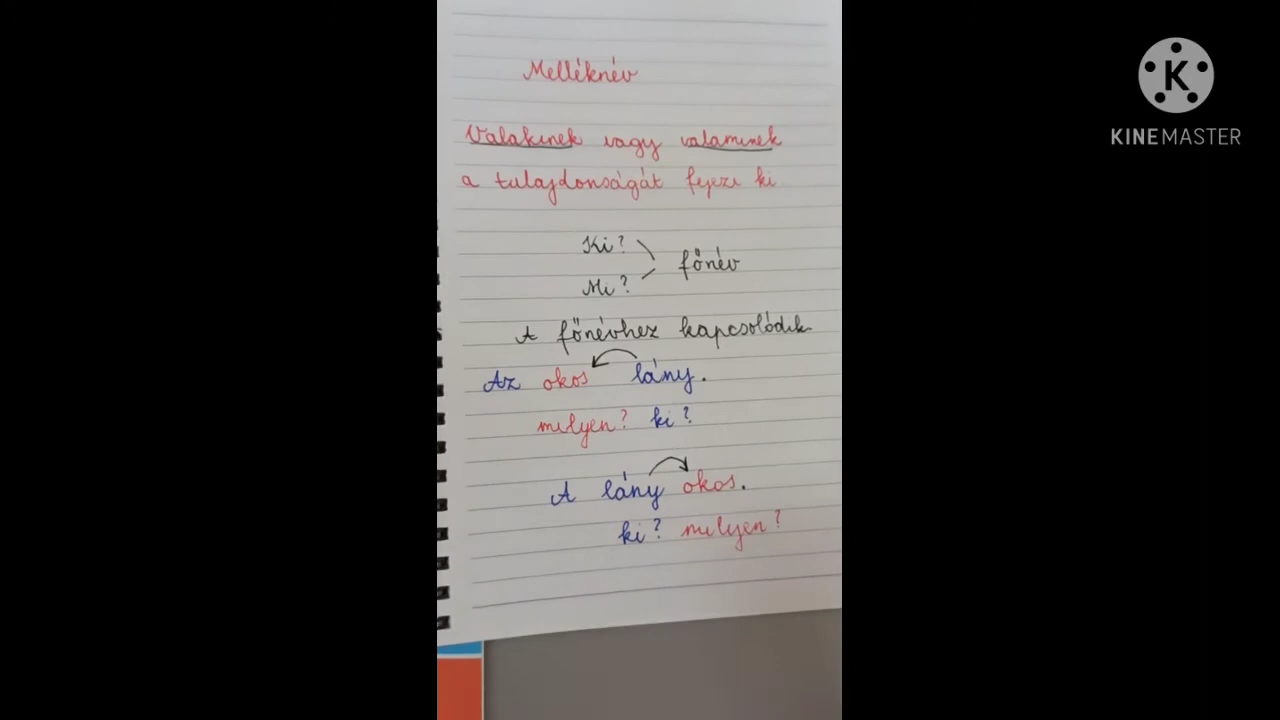 Melléknév
Valakinek vagy valaminek
a tulajdonságát fejezi ki
Ki?
főnév
Mi?
A főnévhez kapcsolódik
Az okos lány.
milyen? ki?
A lány okos.
ki? milyen?
K
KINEMASTER